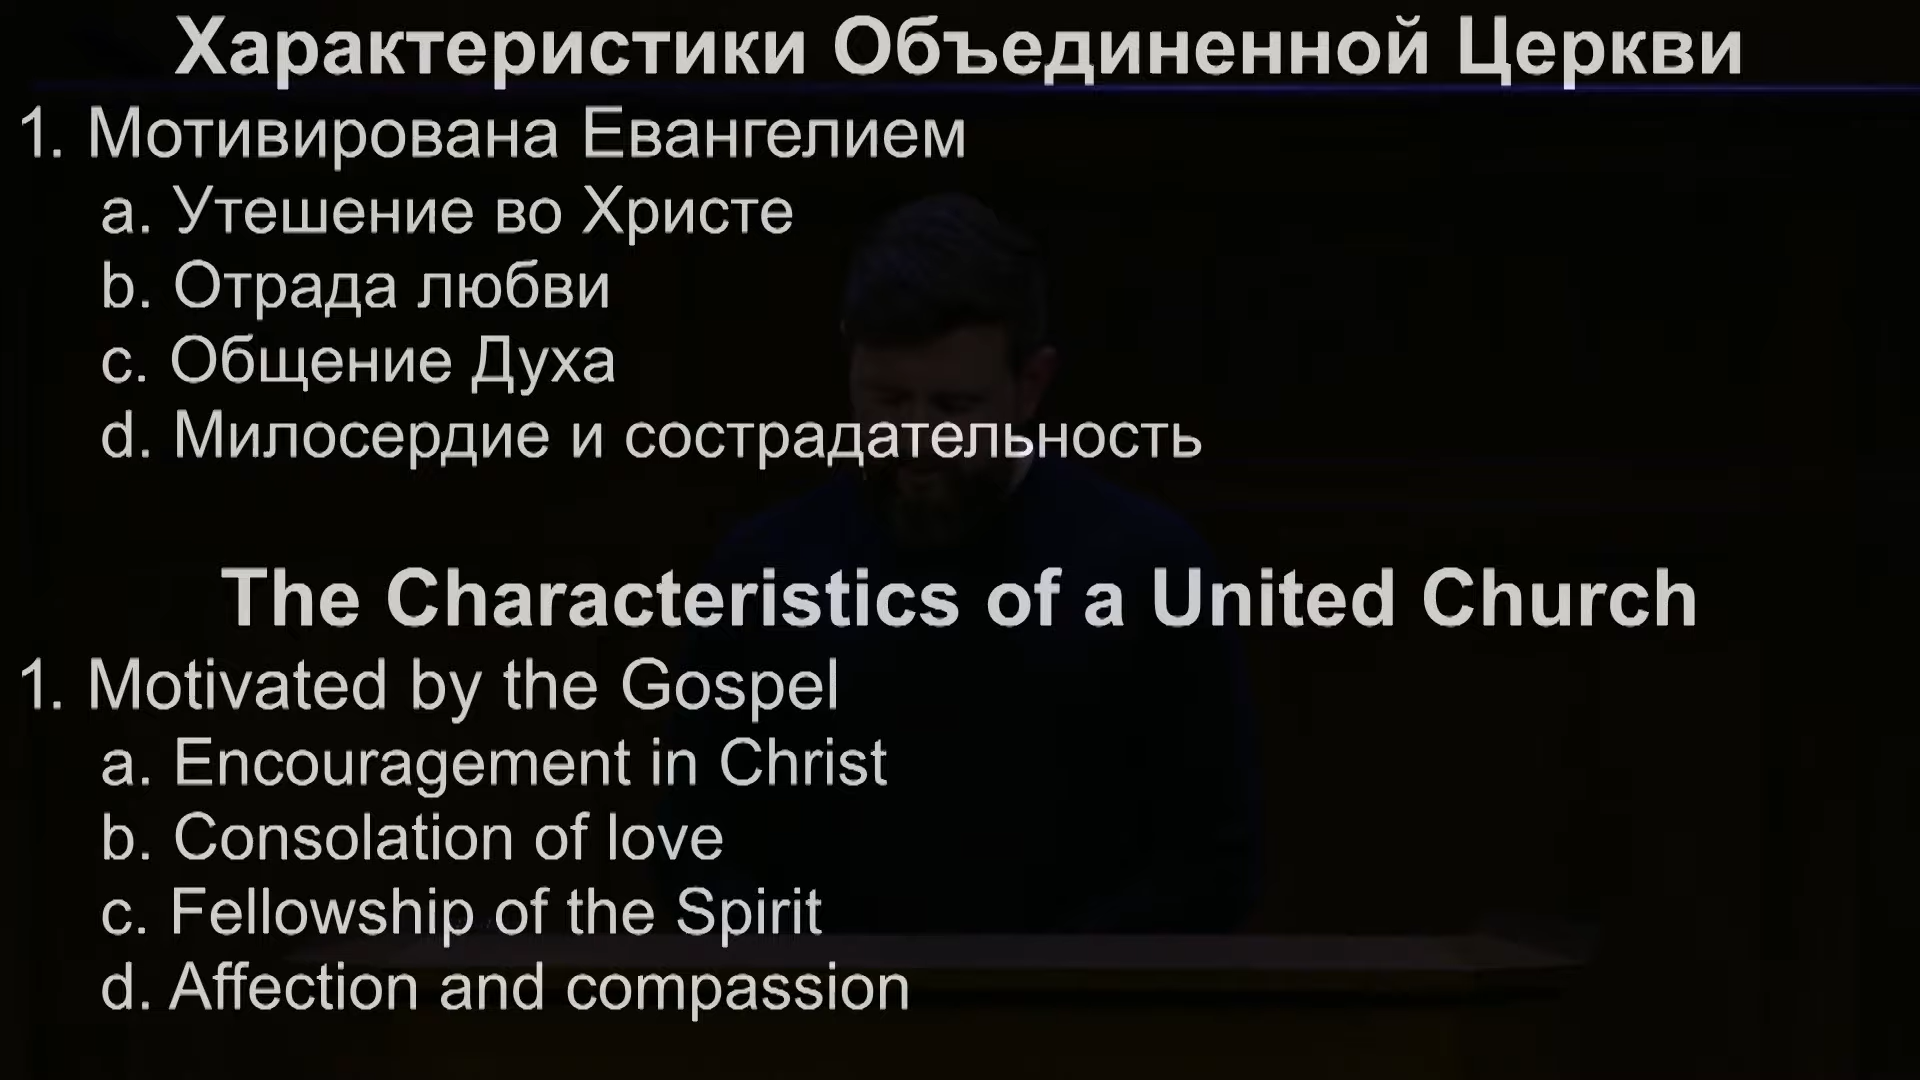 Характеристики Объединенной Церкви
1. Мотивирована Евангелием
a. Утешение во Христе
b. Отрада любви
c. Общение Духа
d. Милосердие и сострадательность
The Characteristics of a United Church
1. Motivated by the Gospel
a. Encouragement in Christ
b. Consolation of love
c. Fellowship of the Spirit
d. Affection and compassion